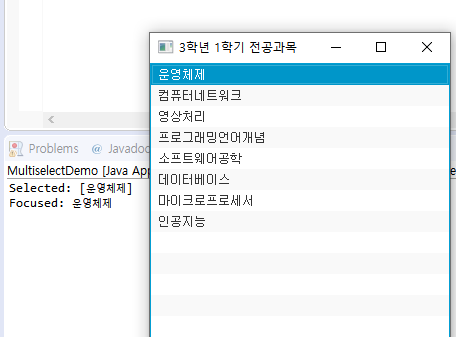 3학년 1학기 전공과목
운영체제
컴퓨터네트워크
영상처리
프로그래밍언어개념
소프트웨어공학
데이터베이스
마이크로프로세서
인공지능
Problems @ Javadoc
MultiselectDemo [Java App
Selected: [운영체제]
Focused: 운영체제